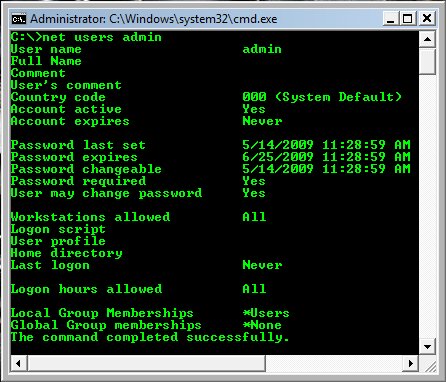 Administrator: C:\Windows\system32\cmd.exe
C:\>net users admin
User name admin
Full Name
Comment
User's comment
Country code 000 (System Default)
Account active Yes
Account expires Never
Password last set 5/14/2009 11:28:59 AM
Password expires 6/25/2009 11:28:59 AM
Password changeable 5/14/2009 11:28:59 AM
Password required Yes
User may change password Yes
Workstations allowed All
Logon script
User profile
Home directory
Last logon Never
Logon hours allowed All
Local Group Memberships *Users
Global Group memberships *None
The command completed successfully.